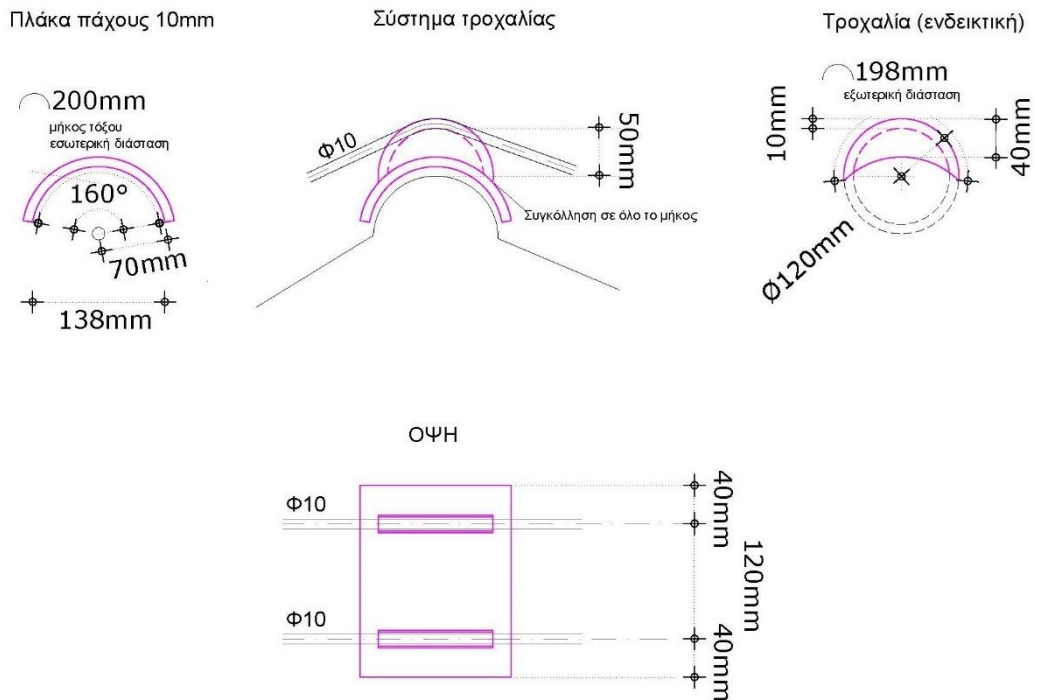 Πλάκα πάχους 10mm
Σύστημα τροχαλίας
Τροχαλία (ενδεικτική)
200mm
μήκος τόξου
εσωτερική διάσταση
160°
70mm
138mm
Φ10
50mm
Συγκόλληση σε όλο το μήκος
198mm
εξωτερική διάσταση
10mm
40mm
Ø120mm
ΟΨΗ
Φ10
Φ10
40mm
120mm
40mm